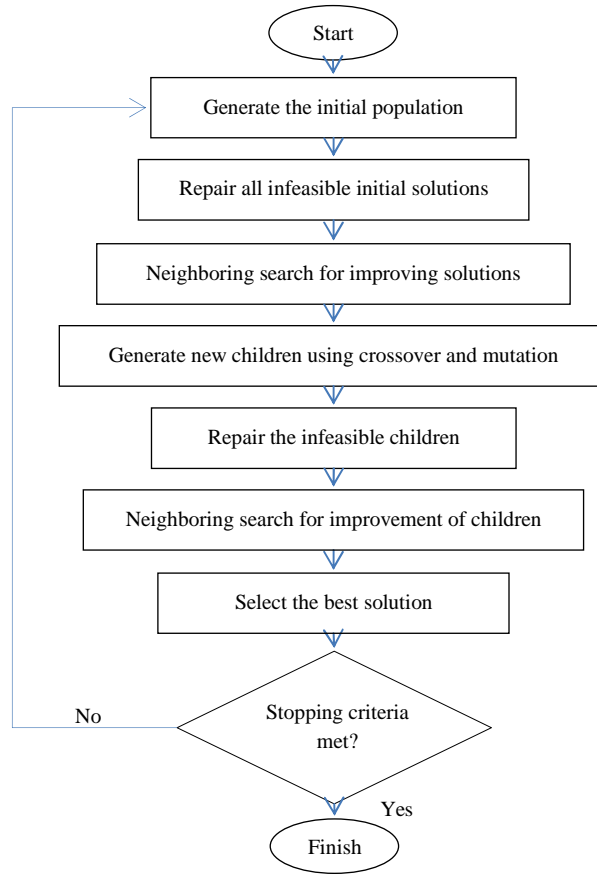 Start
Generate the initial population
Repair all infeasible initial solutions
Neighboring search for improving solutions
Generate new children using crossover and mutation
Repair the infeasible children
Neighboring search for improvement of children
Select the best solution
Stopping criteria
met?
No
Yes
Finish